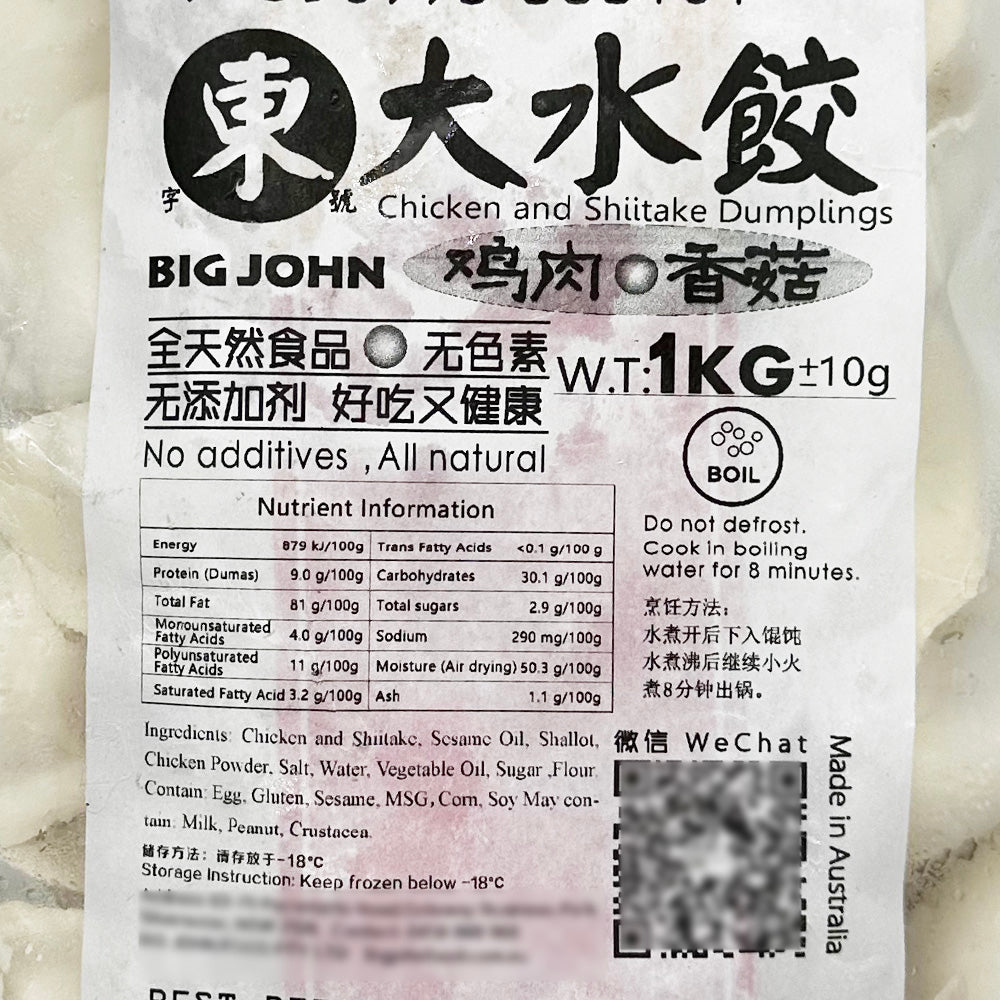 東大水餃
字 號
Chicken and Shiitake Dumplings
BIG JOHN
鸡肉 香菇
全天然食品 无色素
无添加剂 好吃又健康
W.T:1KG±10g
No additives ,All natural
BOIL
Do not defrost.
Cook in boiling
water for 8 minutes.
烹饪方法:
水煮开后下入馄饨
水煮沸后继续小火
煮8分钟出锅。
Nutrient Information
Energy 879 kJ/100g Trans Fatty Acids <0.1 g/100 g
Protein (Dumas) 9.0 g/100g Carbohydrates 30.1 g/100g
Total Fat 81 g/100g Total sugars 2.9 g/100g
Monounsaturated
Fatty Acids 4.0 g/100g Sodium 290 mg/100g
Polyunsaturated
Fatty Acids 11 g/100g Moisture (Air drying) 50.3 g/100g
Saturated Fatty Acid 3.2 g/100g Ash 1.1 g/100g
Ingredients: Chicken and Shiitake, Sesame Oil, Shallot,
Chicken Powder, Salt, Water, Vegetable Oil, Sugar ,Flour
Contain: Egg, Gluten, Sesame, MSG, Corn, Soy May con-
tain: Milk, Peanut, Crustacea.
储存方法: 请存放于-18°C
Storage Instruction: Keep frozen below -18°C
微信 WeChat
Made in Australia